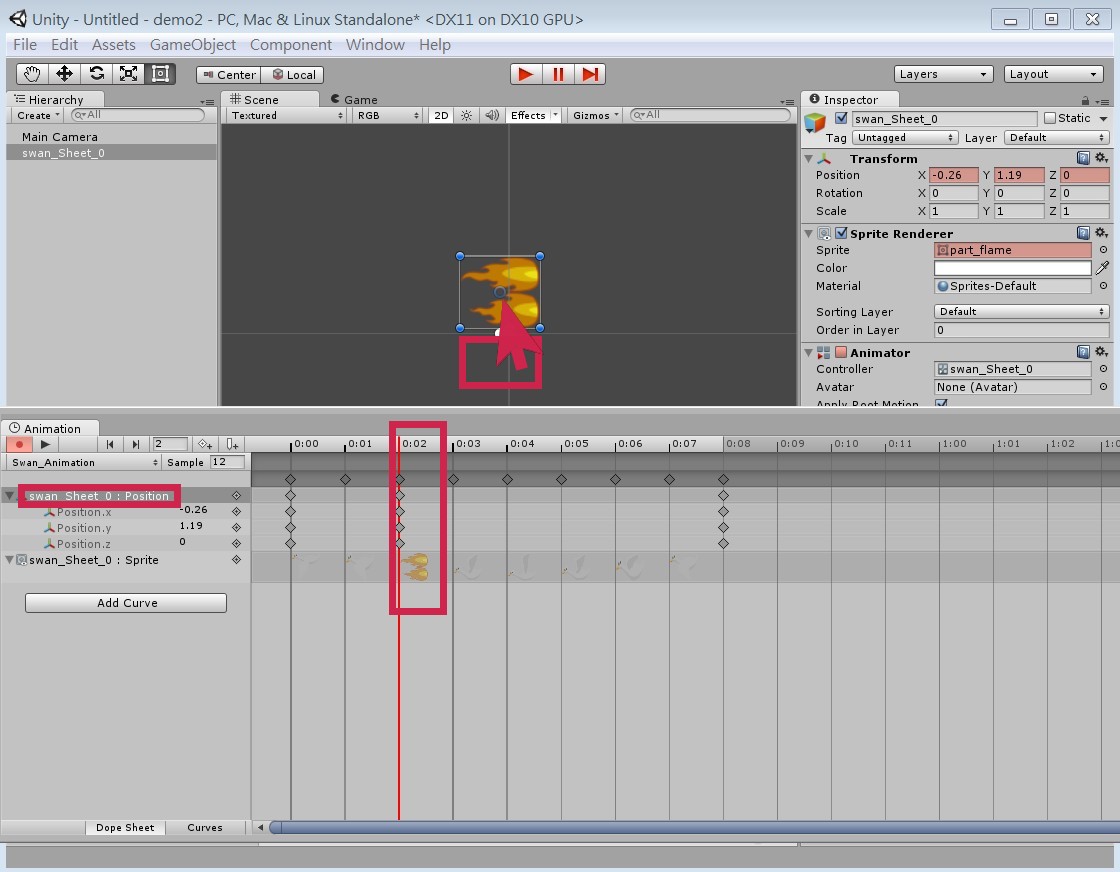 Unity - Untitled - demo2 - PC, Mac & Linux Standalone* <DX11 on DX10 GPU>
File Edit Assets GameObject Component Window Help
Center Local Layers Layout
Hierarchy
Create All
Main Camera
swan_Sheet_0
Scene Game
Textured RGB 2D Effects Gizmos All
Inspector
swan_Sheet_0 Static
Tag Untagged Layer Default
Transform
Position X -0.26 Y 1.19 Z 0
Rotation X 0 Y 0 Z 0
Scale X 1 Y 1 Z 1
Sprite Renderer
Sprite part_flame
Color
Material Sprites-Default
Sorting Layer Default
Order in Layer 0
Animator
Controller swan_Sheet_0
Avatar None (Avatar)
Apply Root Motion
Animation
2 0:00 0:01 0:02 0:03 0:04 0:05 0:06 0:07 0:08 0:09 0:10 0:11 1:00 1:01 1:02 1:0
Swan_Animation Sample 12
swan_Sheet_0 : Position
Position.x -0.26
Position.y 1.19
Position.z 0
swan_Sheet_0 : Sprite
Add Curve
Dope Sheet Curves